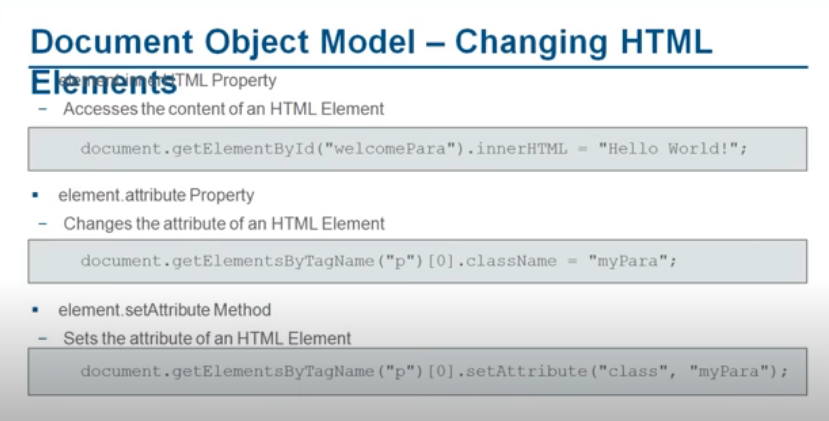 Document Object Model – Changing HTML
Elements
element.innerHTML Property
– Accesses the content of an HTML Element
document.getElementById("welcomePara").innerHTML = "Hello World!";
▪ element.attribute Property
– Changes the attribute of an HTML Element
document.getElementsByTagName("p")[0].className = "myPara";
▪ element.setAttribute Method
– Sets the attribute of an HTML Element
document.getElementsByTagName("p")[0].setAttribute("class", "myPara");